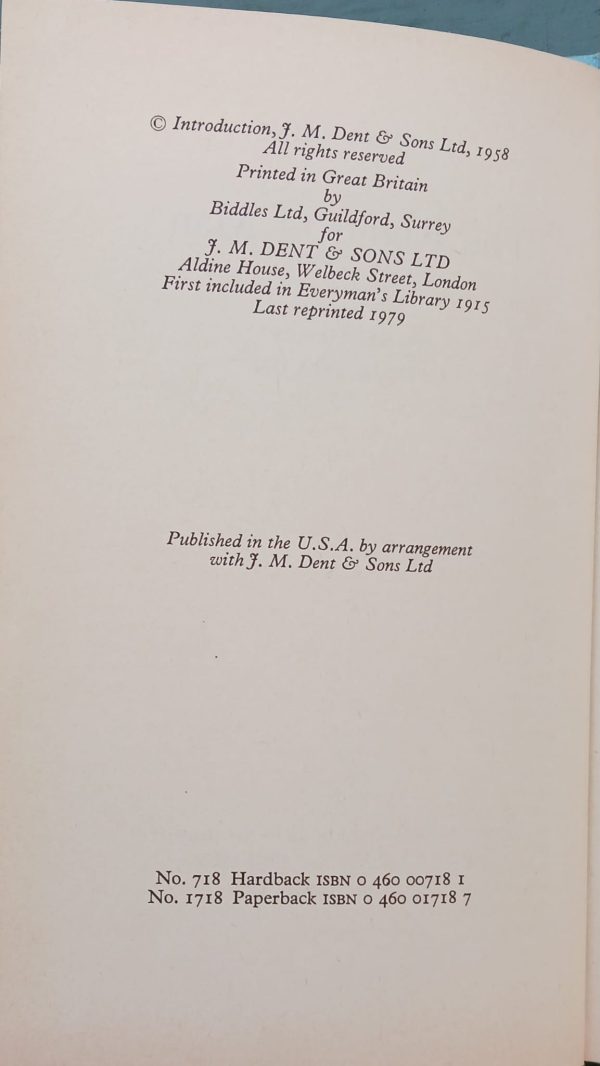 © Introduction, J. M. Dent & Sons Ltd, 1958
All rights reserved
Printed in Great Britain
by
Biddles Ltd, Guildford, Surrey
for
J. M. DENT & SONS LTD
Aldine House, Welbeck Street, London
First included in Everyman's Library 1915
Last reprinted 1979
Published in the U.S.A. by arrangement
with J. M. Dent & Sons Ltd
No. 718 Hardback ISBN 0 460 00718 1
No. 1718 Paperback ISBN 0 460 01718 7